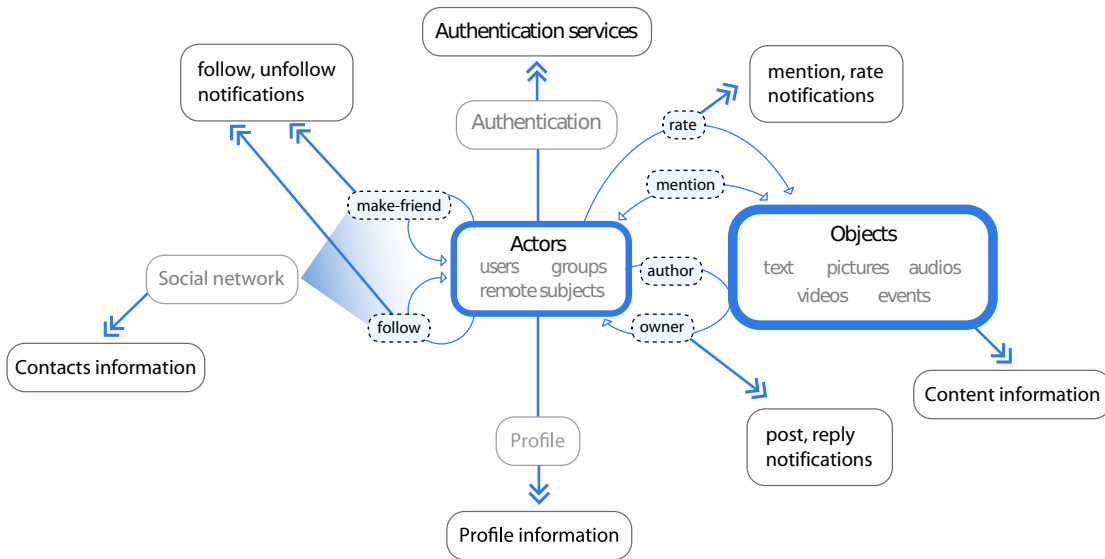 Authentication services
follow, unfollow
notifications
mention, rate
notifications
Authentication
rate
mention
make-friend
Actors
users groups
remote subjects
Objects
text pictures audios
videos events
Social network
author
follow
owner
Contacts information
Content information
Profile
post, reply
notifications
Profile information